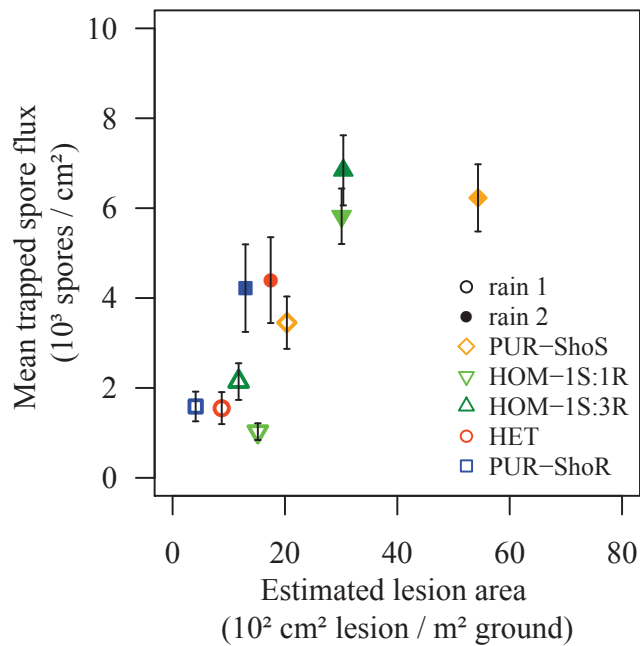 10
8
6
4
2
0
Mean trapped spore flux
(10³ spores / cm²)
rain 1
rain 2
PUR−ShoS
HOM−1S:1R
HOM−1S:3R
HET
PUR−ShoR
0 20 40 60 80
Estimated lesion area
(10² cm² lesion / m² ground)